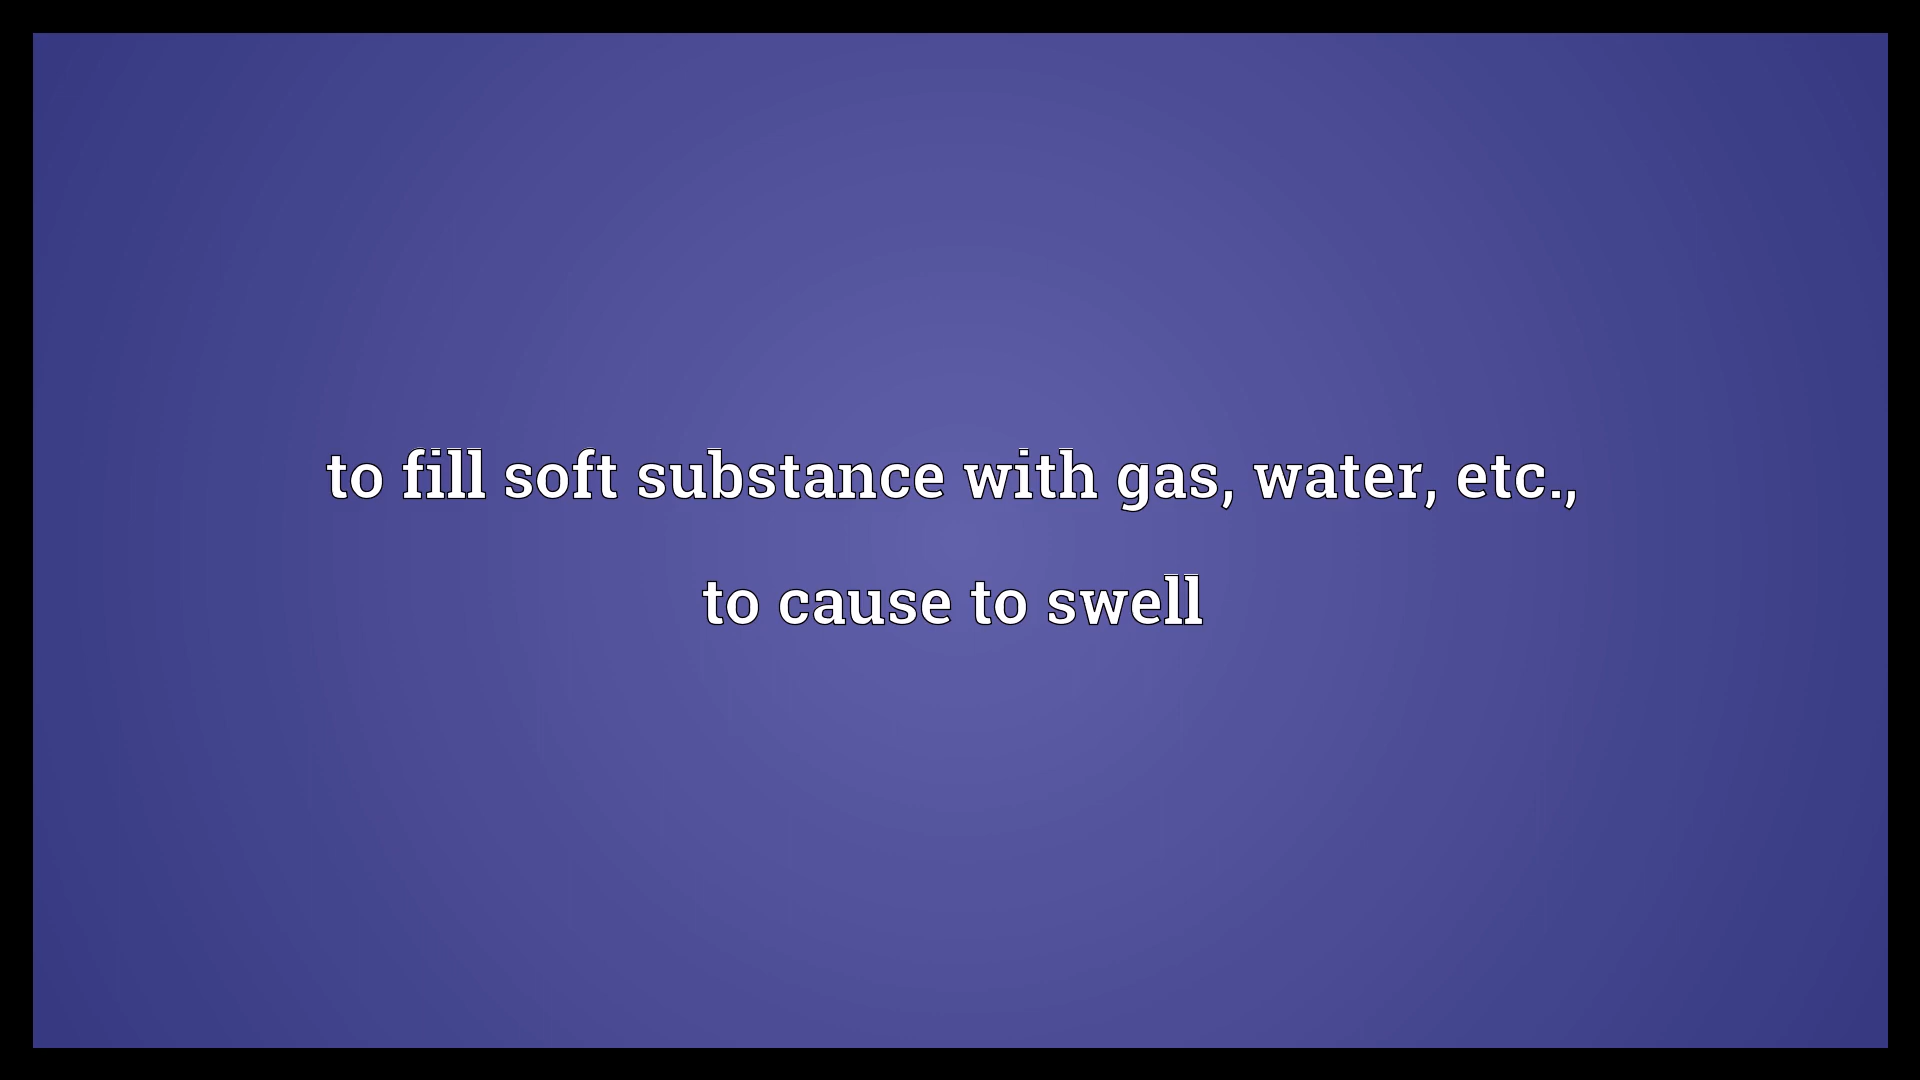 to fill soft substance with gas, water, etc.,
to cause to swell